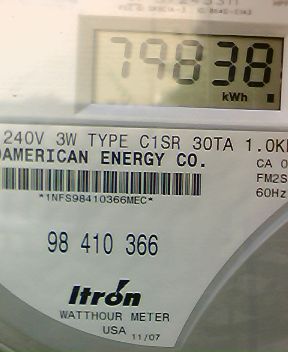 79838
kWh
240V 3W TYPE C1SR 30TA 1.0K
DAMERICAN ENERGY CO.
CA 0
FM2S
*1NFS98410366MEC*
60Hz
98 410 366
Itron
WATTHOUR METER
USA 11/07